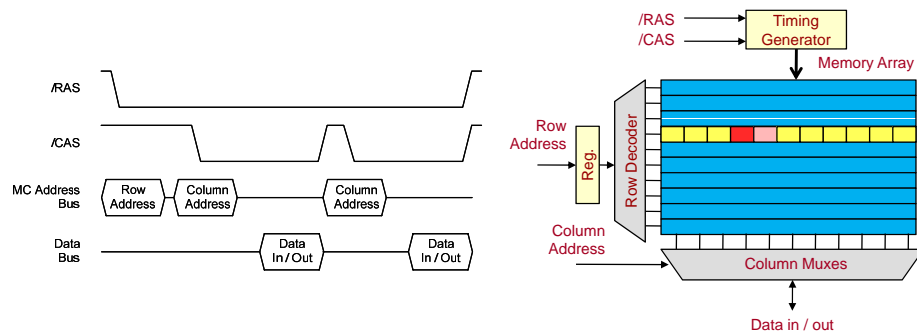 /RAS
/CAS
MC Address
Bus
Row
Address
Column
Address
Column
Address
Data
Bus
Data
In / Out
Data
In / Out
/RAS
/CAS
Timing
Generator
Memory Array
Row
Address
Reg.
Row Decoder
Column
Address
Column Muxes
Data in / out